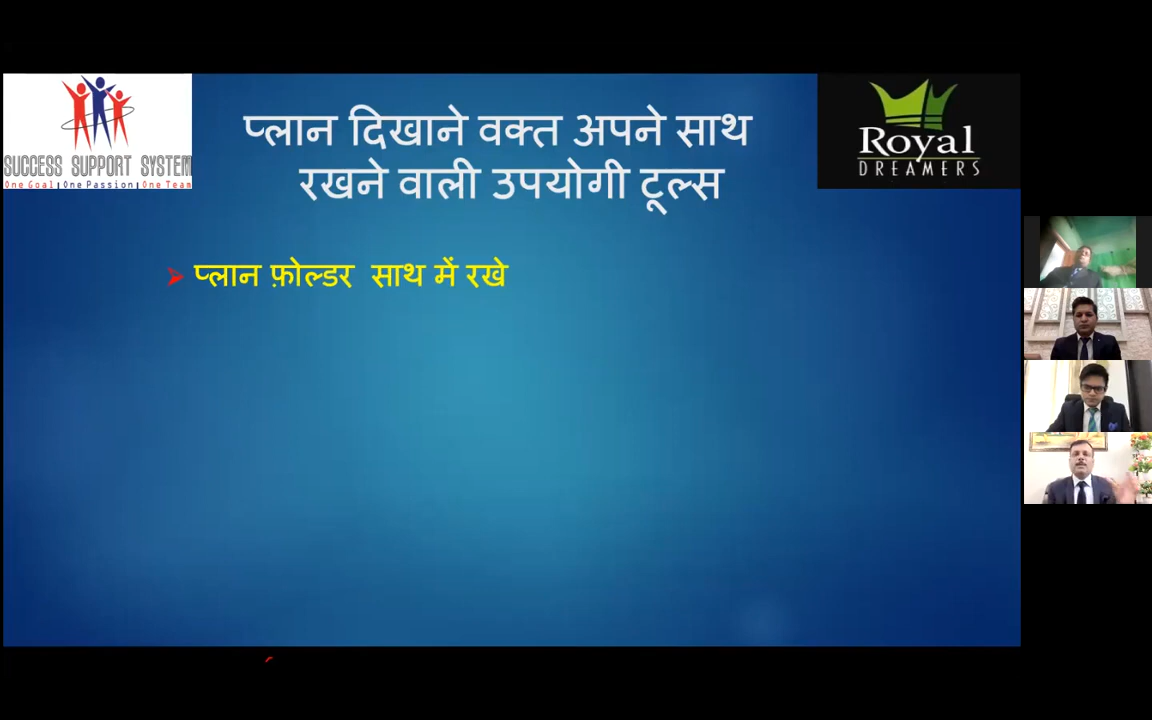 SUCCESS SUPPORT SYSTEM
One Goal | One Passion | One Team
प्लान दिखाने वक्त अपने साथ
रखने वाली उपयोगी टूल्स
Royal
DREAMERS
प्लान फ़ोल्डर साथ में रखे